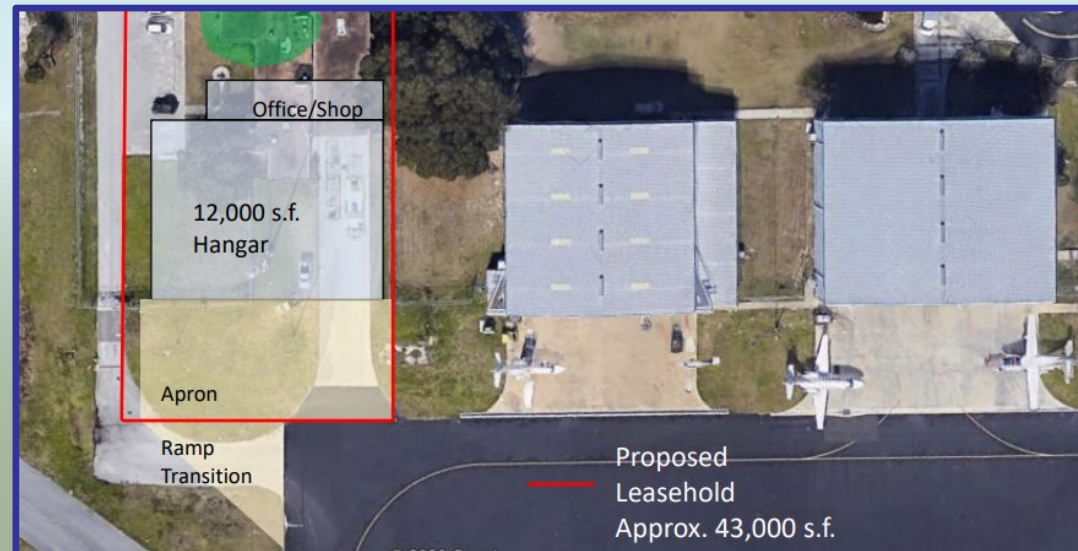 Office/Shop
12,000 s.f.
Hangar
Apron
Ramp
Transition
Proposed
Leasehold
Approx. 43,000 s.f.